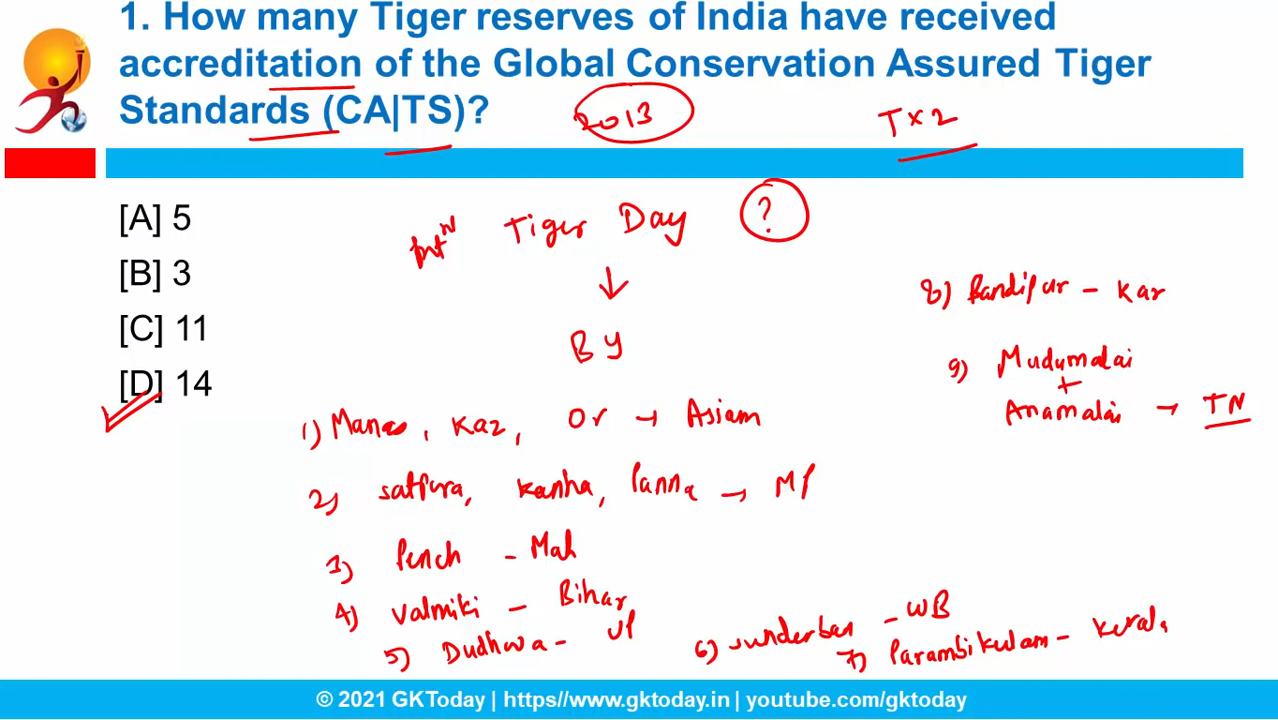 1. How many Tiger reserves of India have received
accreditation of the Global Conservation Assured Tiger
Standards (CA|TS)?
2013
T×2
[A] 5
[B] 3
[C] 11
[D] 14
Intn Tiger Day ?
By
1) Manas, Kaz, Or → Assam
2) Satpura, Kanha, Panna → MP
3) Pench - Mah
4) Valmiki - Bihar
5) Dudhwa - UP
6) Sunderban - WB
7) Parambikulam - Kerala
8) Bandipur - Kar
9) Mudumalai
+
Anamalai → TN
© 2021 GKToday | https//www.gktoday.in | youtube.com/gktoday